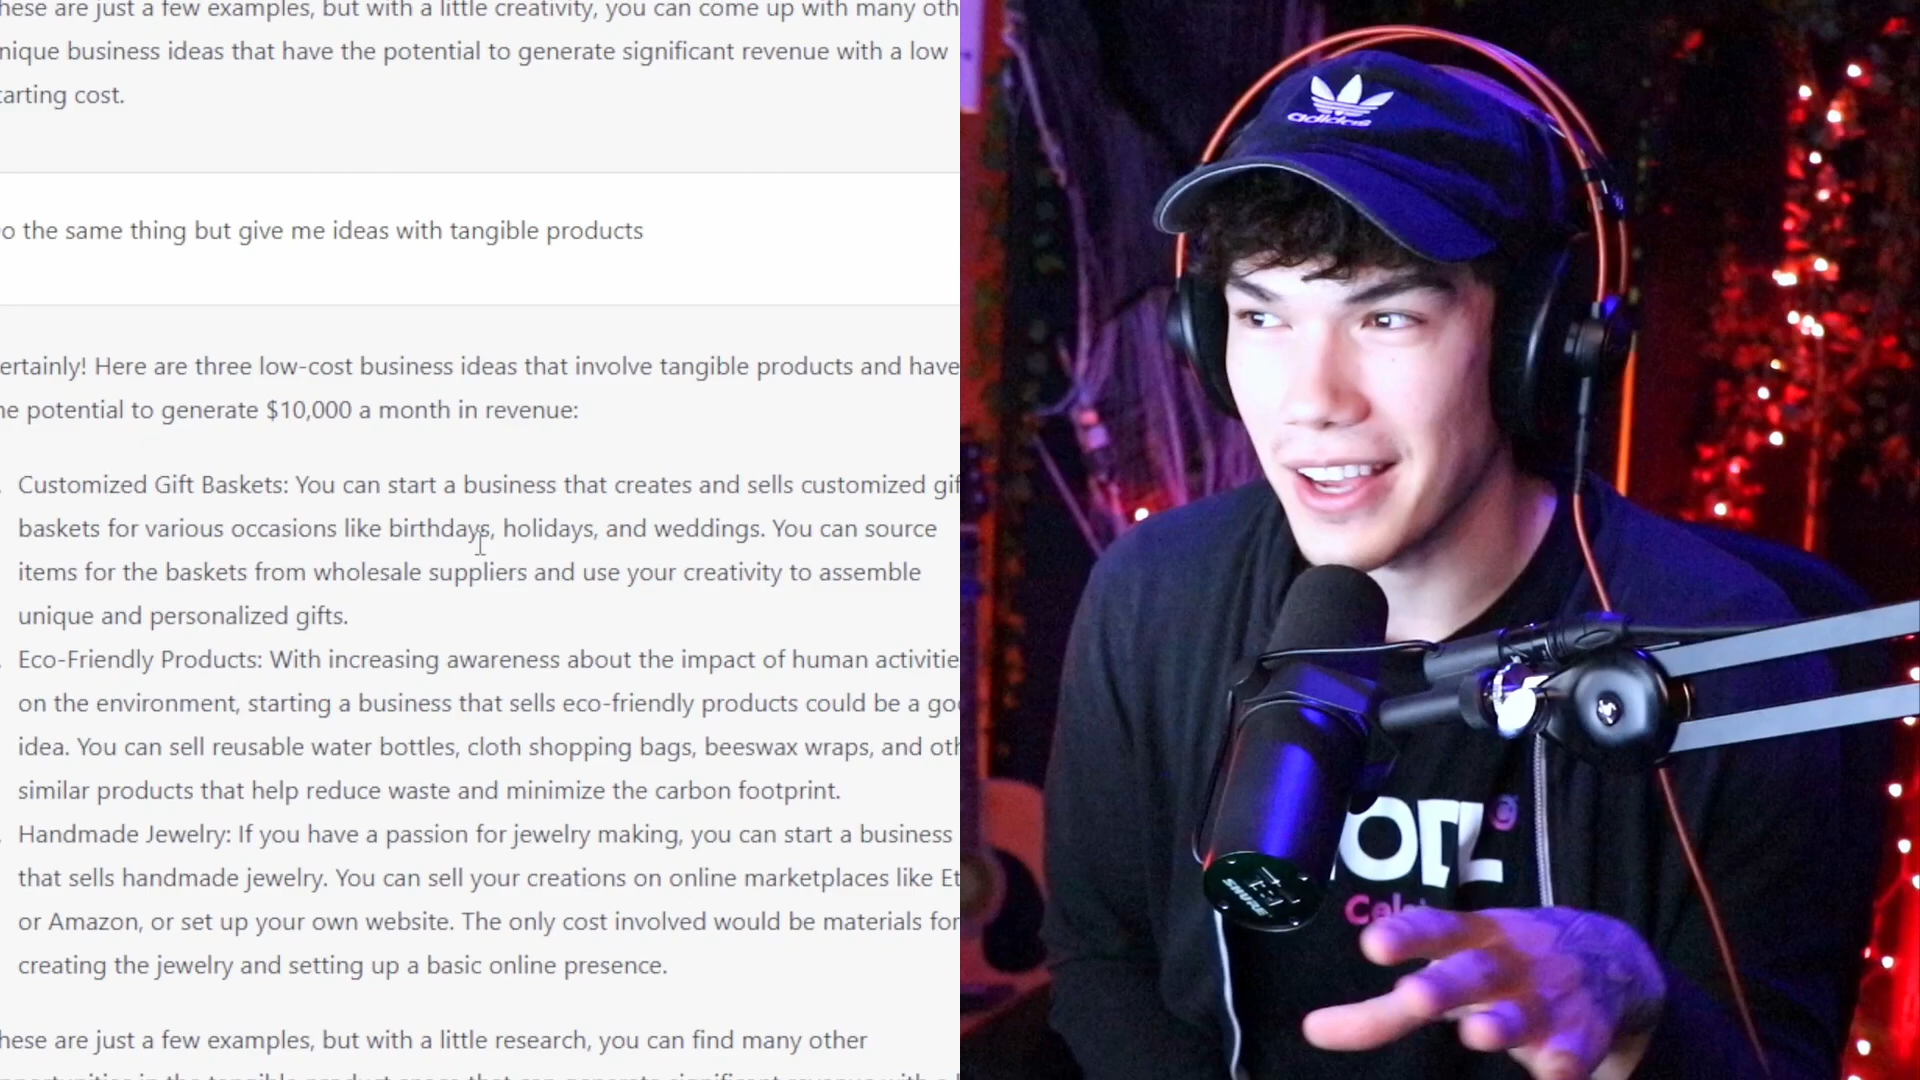 hese are just a few examples, but with a little creativity, you can come up with many oth
nique business ideas that have the potential to generate significant revenue with a low
tarting cost.
o the same thing but give me ideas with tangible products
ertainly! Here are three low-cost business ideas that involve tangible products and have
he potential to generate $10,000 a month in revenue:
Customized Gift Baskets: You can start a business that creates and sells customized gif
baskets for various occasions like birthdays, holidays, and weddings. You can source
items for the baskets from wholesale suppliers and use your creativity to assemble
unique and personalized gifts.
Eco-Friendly Products: With increasing awareness about the impact of human activitie
on the environment, starting a business that sells eco-friendly products could be a go
idea. You can sell reusable water bottles, cloth shopping bags, beeswax wraps, and oth
similar products that help reduce waste and minimize the carbon footprint.
Handmade Jewelry: If you have a passion for jewelry making, you can start a business
that sells handmade jewelry. You can sell your creations on online marketplaces like Et
or Amazon, or set up your own website. The only cost involved would be materials for
creating the jewelry and setting up a basic online presence.
hese are just a few examples, but with a little research, you can find many other
adidas
SHURE